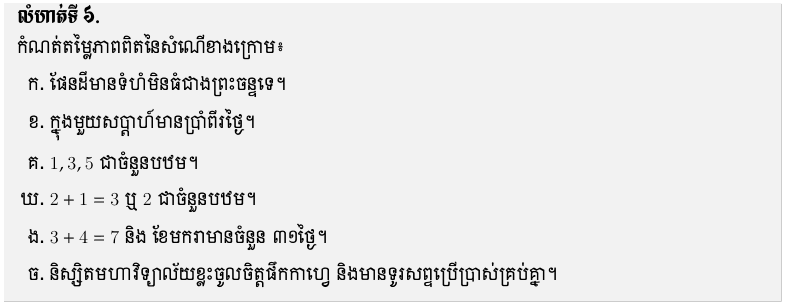 លំហាត់ទី ៦.
កំណត់តម្លៃភាពពិតនៃសំណើខាងក្រោម៖
ក. ផែនដីមានទំហំមិនធំជាងព្រះចន្ទទេ។
ខ. ក្នុងមួយសប្តាហ៍មានប្រាំពីរថ្ងៃ។
គ. 1, 3, 5 ជាចំនួនបឋម។
ឃ. 2 + 1 = 3 ឬ 2 ជាចំនួនបឋម។
ង. 3 + 4 = 7 និង ខែមករាមានចំនួន ៣១ថ្ងៃ។
ច. និស្សិតមហាវិទ្យាល័យខ្លះចូលចិត្តផឹកកាហ្វេ និងមានទូរសព្ទប្រើប្រាស់គ្រប់គ្នា។